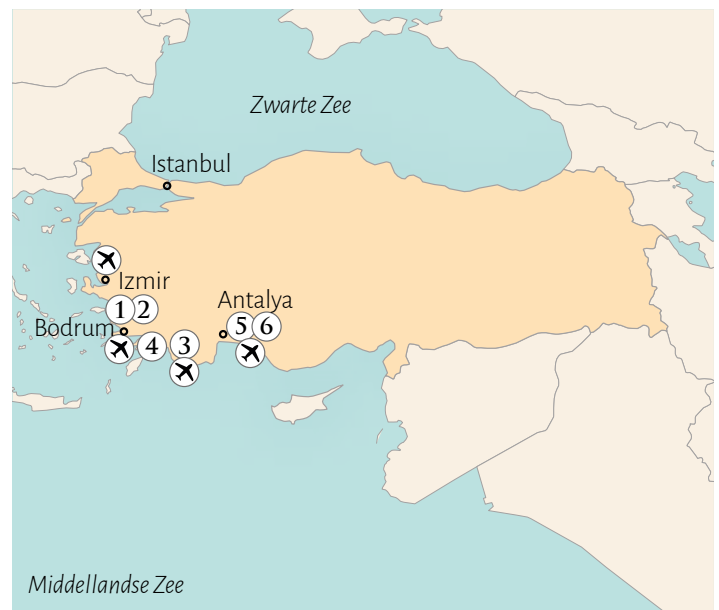 Zwarte Zee
Istanbul
Izmir
1 2
Antalya
5 6
Bodrum
4 3
Middellandse Zee